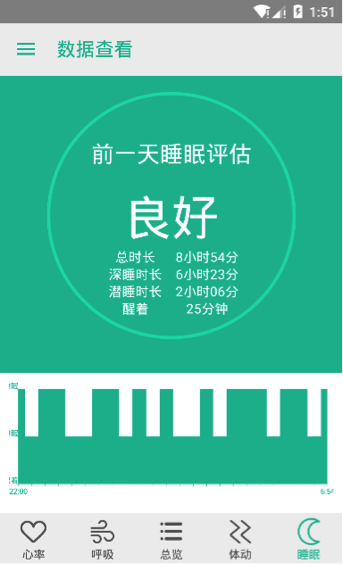 1:51
数据查看
前一天睡眠评估
良好
总时长 8小时54分
深睡时长 6小时23分
潜睡时长 2小时06分
醒着 25分钟
22:00
心率 呼吸 总览 体动 睡眠